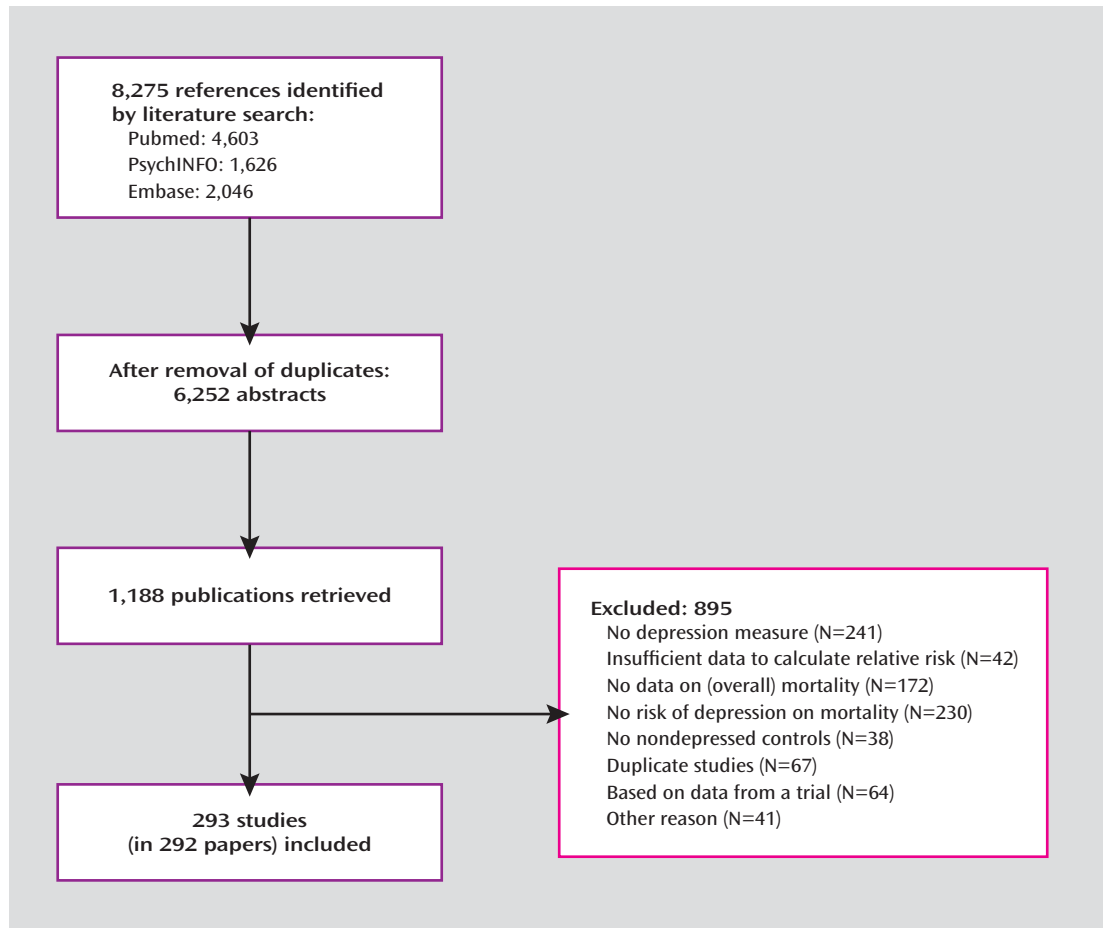 8,275 references identified
by literature search:
Pubmed: 4,603
PsychINFO: 1,626
Embase: 2,046
After removal of duplicates:
6,252 abstracts
1,188 publications retrieved
Excluded: 895
No depression measure (N=241)
Insufficient data to calculate relative risk (N=42)
No data on (overall) mortality (N=172)
No risk of depression on mortality (N=230)
No nondepressed controls (N=38)
Duplicate studies (N=67)
Based on data from a trial (N=64)
Other reason (N=41)
293 studies
(in 292 papers) included